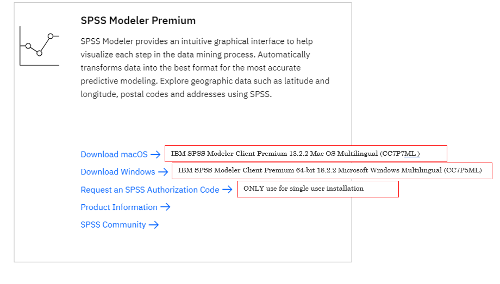 SPSS Modeler Premium
SPSS Modeler provides an intuitive graphical interface to help
visualize each step in the data mining process. Automatically
transforms data into the best format for the most accurate
predictive modeling. Explore geographic data such as latitude and
longitude, postal codes and addresses using SPSS.
Download macOS → IBM SPSS Modeler Client Premium 18.2.2 Mac OS Multilingual (CC7P7ML )
Download Windows → IBM SPSS Modeler Client Premium 64-bit 18.2.2 Microsoft Windows Multilingual (CC7P5ML)
Request an SPSS Authorization Code → ONLY use for single user installation
Product Information →
SPSS Community →